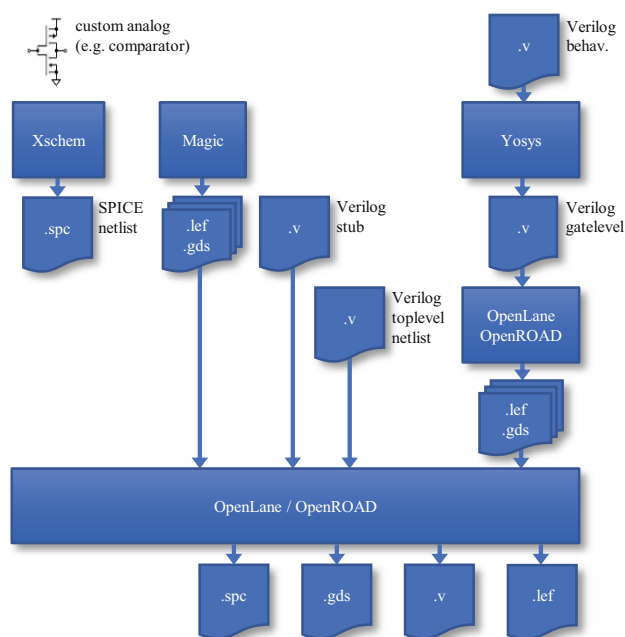 custom analog
(e.g. comparator)
.v
Verilog
behav.
Xschem
Magic
Yosys
.spc
SPICE
netlist
.lef
.gds
.v
Verilog
stub
.v
Verilog
gatelevel
.v
Verilog
toplevel
netlist
OpenLane
OpenROAD
.lef
.gds
OpenLane / OpenROAD
.spc
.gds
.v
.lef